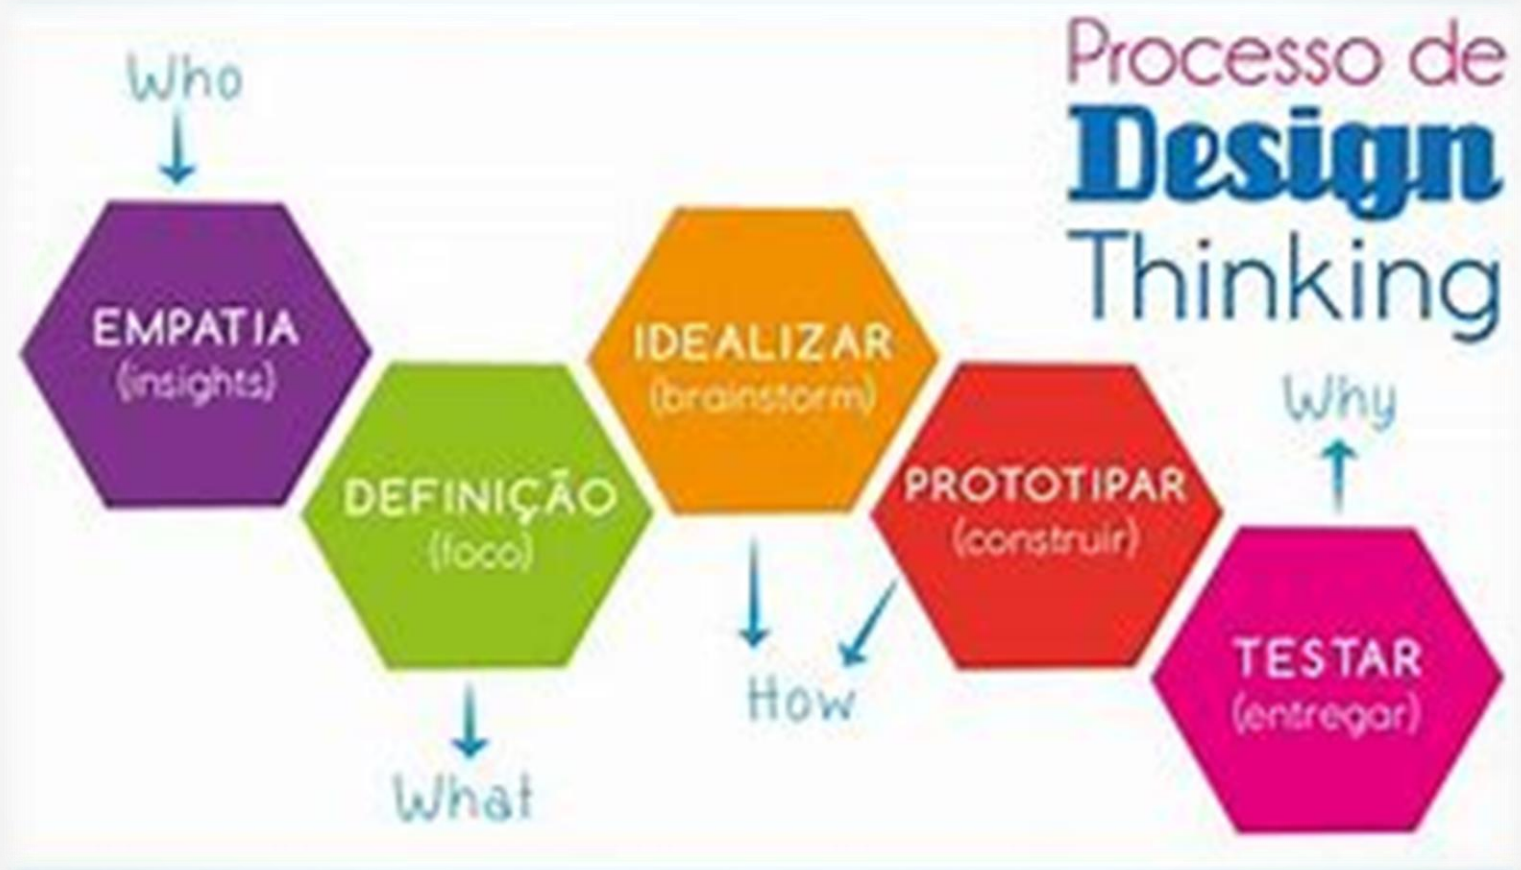 Processo de
Design
Thinking
Who
EMPATIA
(insights)
DEFINIÇÃO
(foco)
What
IDEALIZAR
(brainstorm)
How
PROTOTIPAR
(construir)
Why
TESTAR
(entregar)